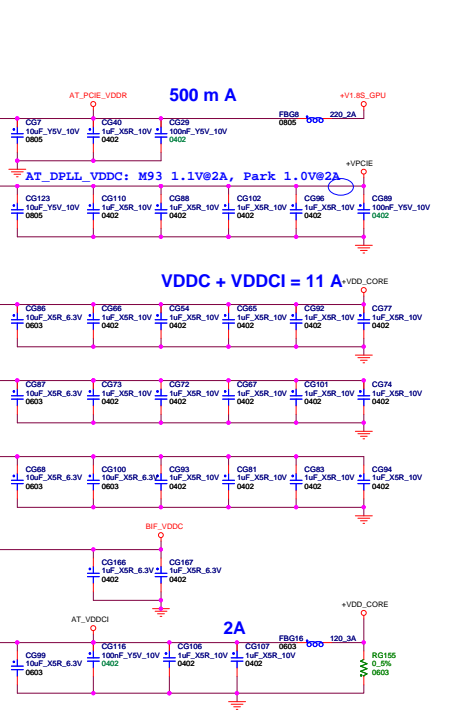 500 m A
AT_PCIE_VDDR
+V1.8S_GPU
FBG8
220_2A
0805
CG7
10uF_Y5V_10V
0805
CG40
1uF_X5R_10V
0402
CG29
100nF_Y5V_10V
0402
AT_DPLL_VDDC: M93 1.1V@2A, Park 1.0V@2A
+VPCIE
CG123
10uF_Y5V_10V
0805
CG110
1uF_X5R_10V
0402
CG88
1uF_X5R_10V
0402
CG102
1uF_X5R_10V
0402
CG96
1uF_X5R_10V
0402
CG89
100nF_Y5V_10V
0402
VDDC + VDDCI = 11 A
+VDD_CORE
CG86
10uF_X5R_6.3V
0603
CG66
1uF_X5R_10V
0402
CG54
1uF_X5R_10V
0402
CG65
1uF_X5R_10V
0402
CG92
1uF_X5R_10V
0402
CG77
1uF_X5R_10V
0402
CG87
10uF_X5R_6.3V
0603
CG73
1uF_X5R_10V
0402
CG72
1uF_X5R_10V
0402
CG67
1uF_X5R_10V
0402
CG101
1uF_X5R_10V
0402
CG74
1uF_X5R_10V
0402
CG68
10uF_X5R_6.3V
0603
CG100
10uF_X5R_6.3V
0603
CG93
1uF_X5R_10V
0402
CG81
1uF_X5R_10V
0402
CG83
1uF_X5R_10V
0402
CG94
1uF_X5R_10V
0402
BIF_VDDC
CG166
1uF_X5R_6.3V
0402
CG167
1uF_X5R_6.3V
0402
+VDD_CORE
AT_VDDCI
2A
FBG16
120_3A
0603
CG99
10uF_X5R_6.3V
0603
CG116
100nF_Y5V_10V
0402
CG106
1uF_X5R_10V
0402
CG107
1uF_X5R_10V
0402
RG155
0_5%
0603